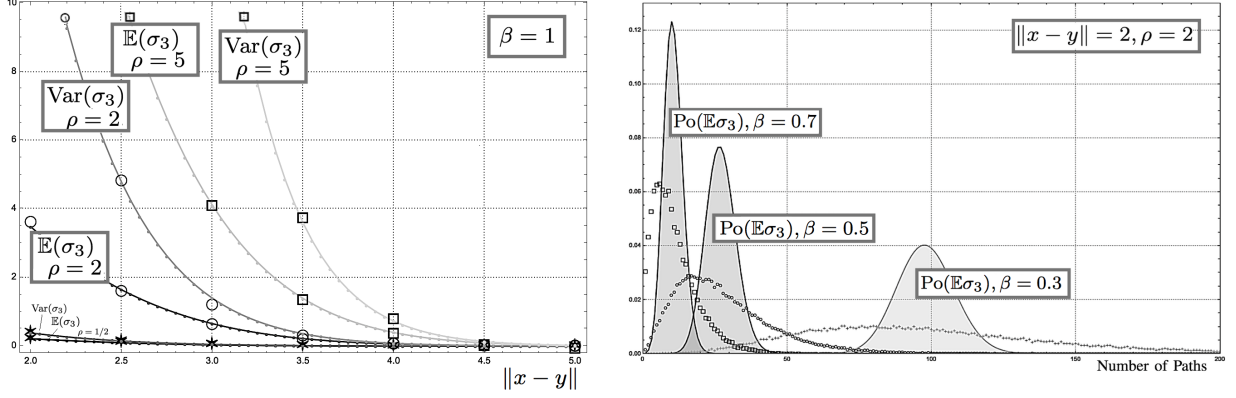 10
8
6
4
2
0
2.0 2.5 3.0 3.5 4.0 4.5 5.0
‖x − y‖
β = 1
𝔼(σ₃)
ρ = 5
Var(σ₃)
ρ = 5
Var(σ₃)
ρ = 2
𝔼(σ₃)
ρ = 2
Var(σ₃)
𝔼(σ₃)
ρ = 1/2
0.12
0.10
0.08
0.06
0.04
0.02
0.00
0 50 100 150 200
Number of Paths
‖x − y‖ = 2, ρ = 2
Po(𝔼σ₃), β = 0.7
Po(𝔼σ₃), β = 0.5
Po(𝔼σ₃), β = 0.3